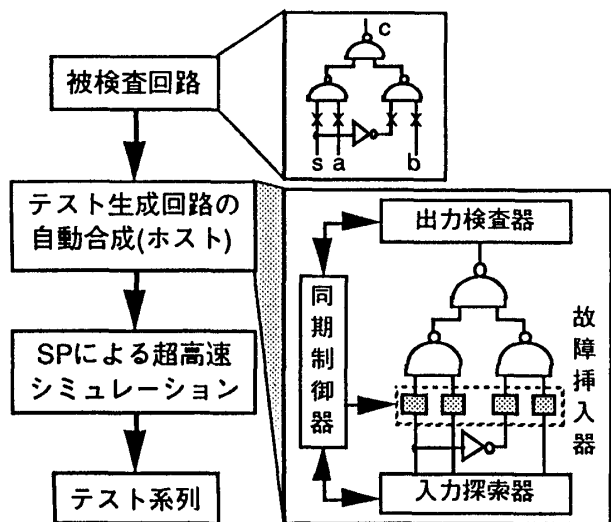 被検査回路
c
s a b
テスト生成回路の
自動合成(ホスト)
SPによる超高速
シミュレーション
テスト系列
出力検査器
同期制御器
故障挿入器
入力探索器